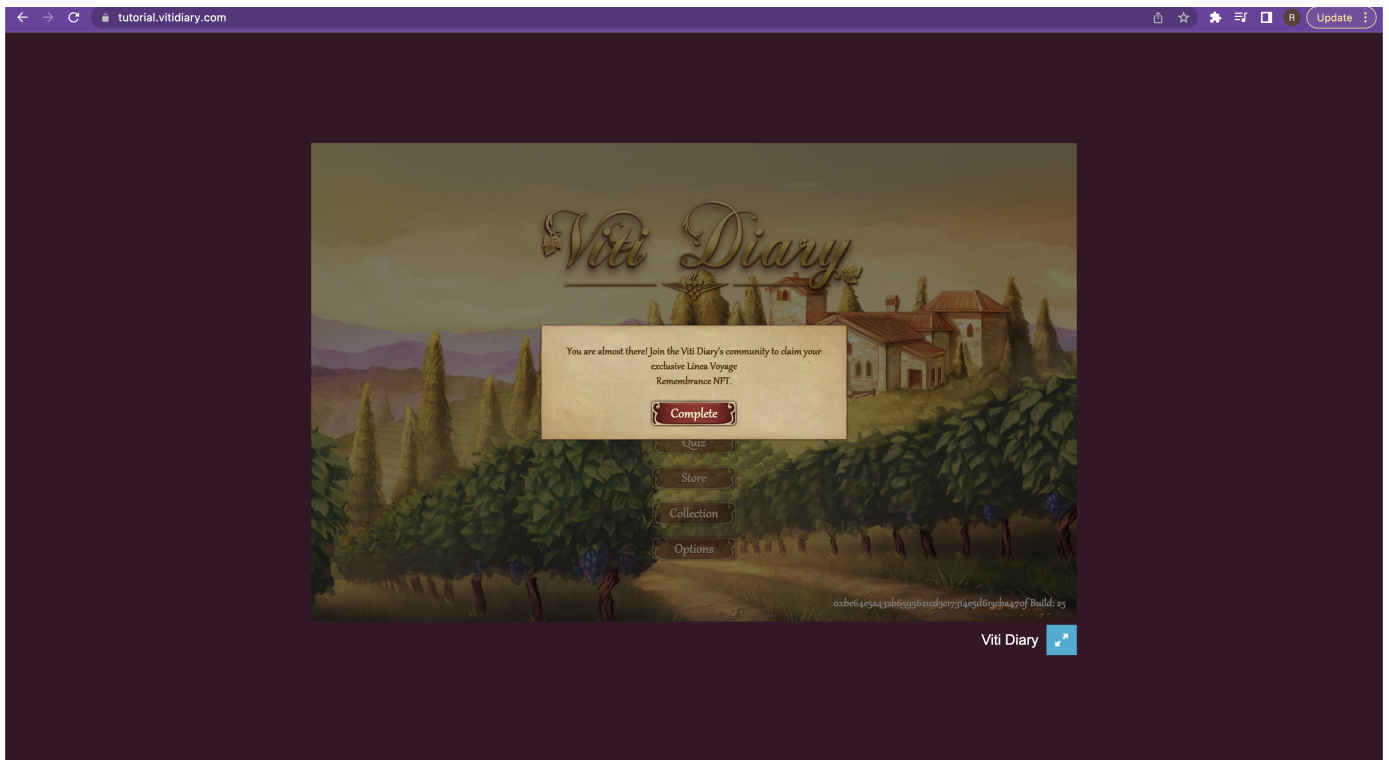 tutorial.vitidiary.com
R
Update
Viti Diary
You are almost there! Join the Viti Diary's community to claim your
exclusive Linea Voyage
Remembrance NFT.
Complete
Quiz
Store
Collection
Options
Build: 25
Viti Diary